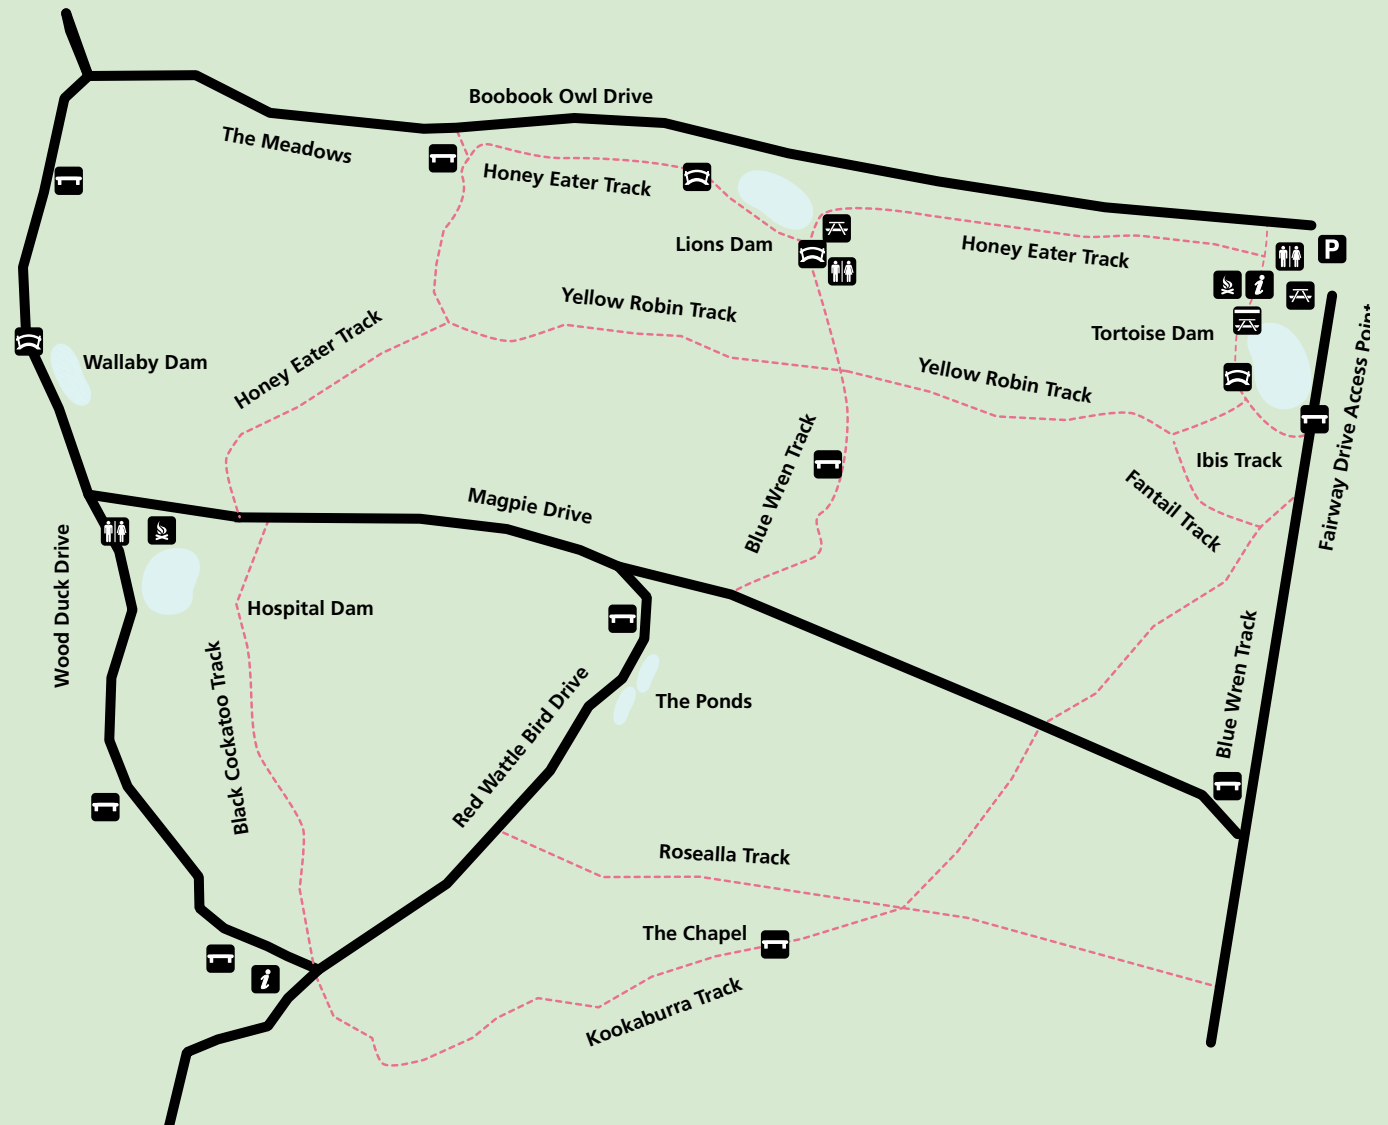 Boobook Owl Drive
The Meadows
Honey Eater Track
Lions Dam
Honey Eater Track
P
i
Yellow Robin Track
Tortoise Dam
Honey Eater Track
Wallaby Dam
Yellow Robin Track
Fairway Drive Access Point
Ibis Track
Fantail Track
Blue Wren Track
Magpie Drive
Wood Duck Drive
Hospital Dam
Black Cockatoo Track
Red Wattle Bird Drive
The Ponds
Blue Wren Track
Rosealla Track
The Chapel
i
Kookaburra Track